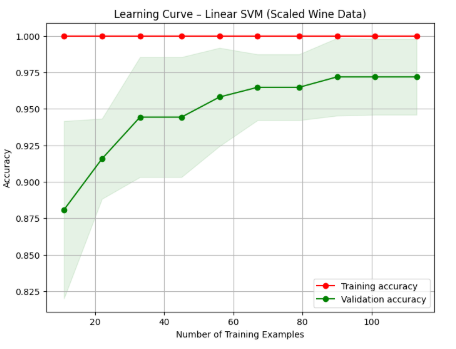 Learning Curve – Linear SVM (Scaled Wine Data)
1.000
0.975
0.950
0.925
0.900
0.875
0.850
0.825
Accuracy
20
40
60
80
100
Number of Training Examples
Training accuracy
Validation accuracy